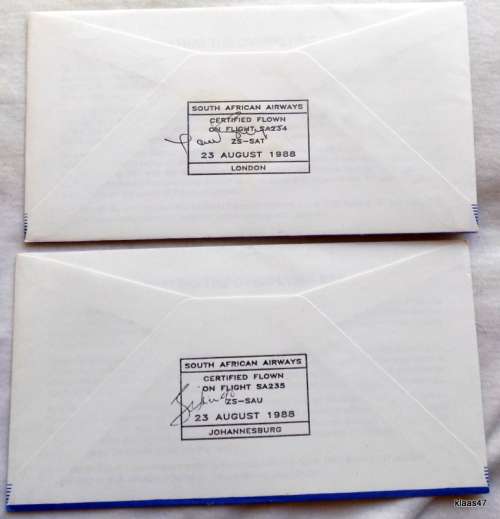 SOUTH AFRICAN AIRWAYS
CERTIFIED FLOWN
ON FLIGHT SA234
ZS-SAT
23 AUGUST 1988
LONDON
SOUTH AFRICAN AIRWAYS
CERTIFIED FLOWN
ON FLIGHT SA235
ZS-SAU
23 AUGUST 1988
JOHANNESBURG
klaas47